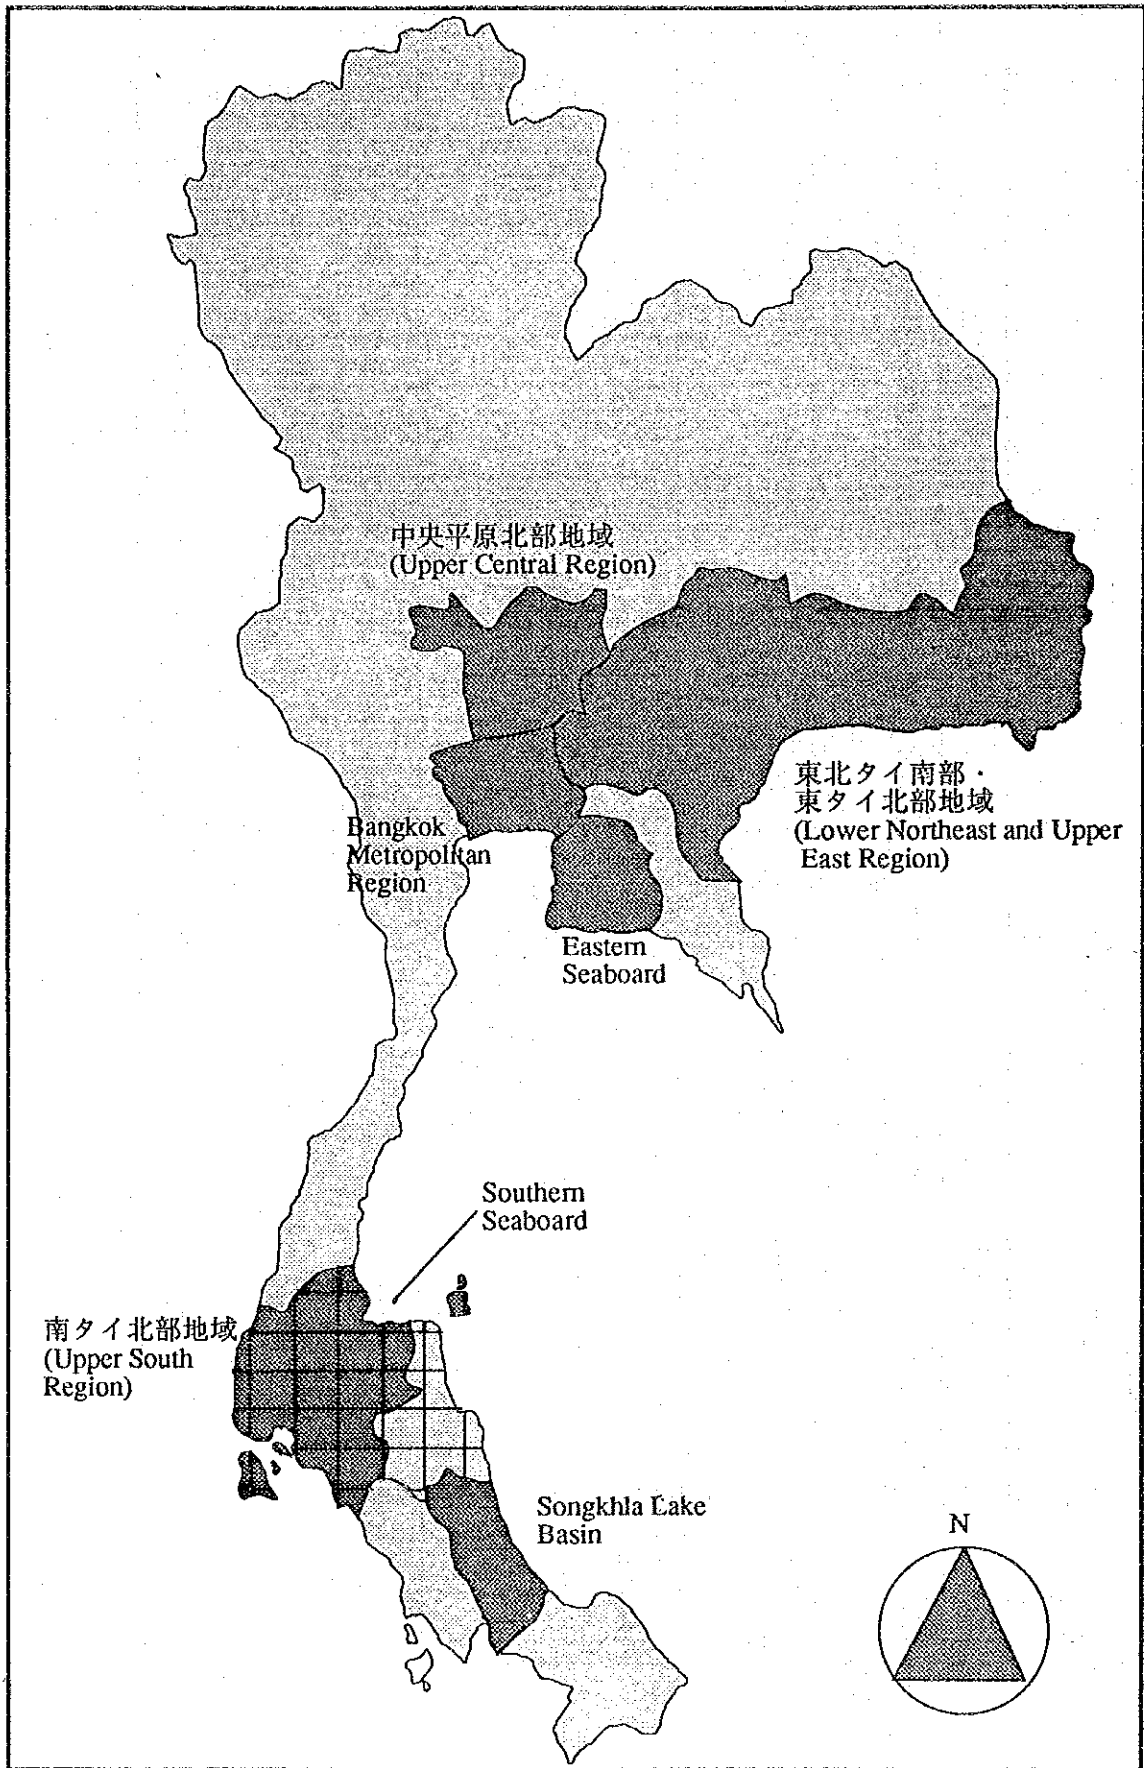 中央平原北部地域
(Upper Central Region)
東北タイ南部・
東タイ北部地域
(Lower Northeast and Upper
East Region)
Bangkok
Metropolitan
Region
Eastern
Seaboard
Southern
Seaboard
南タイ北部地域
(Upper South
Region)
Songkhla Lake
Basin
N